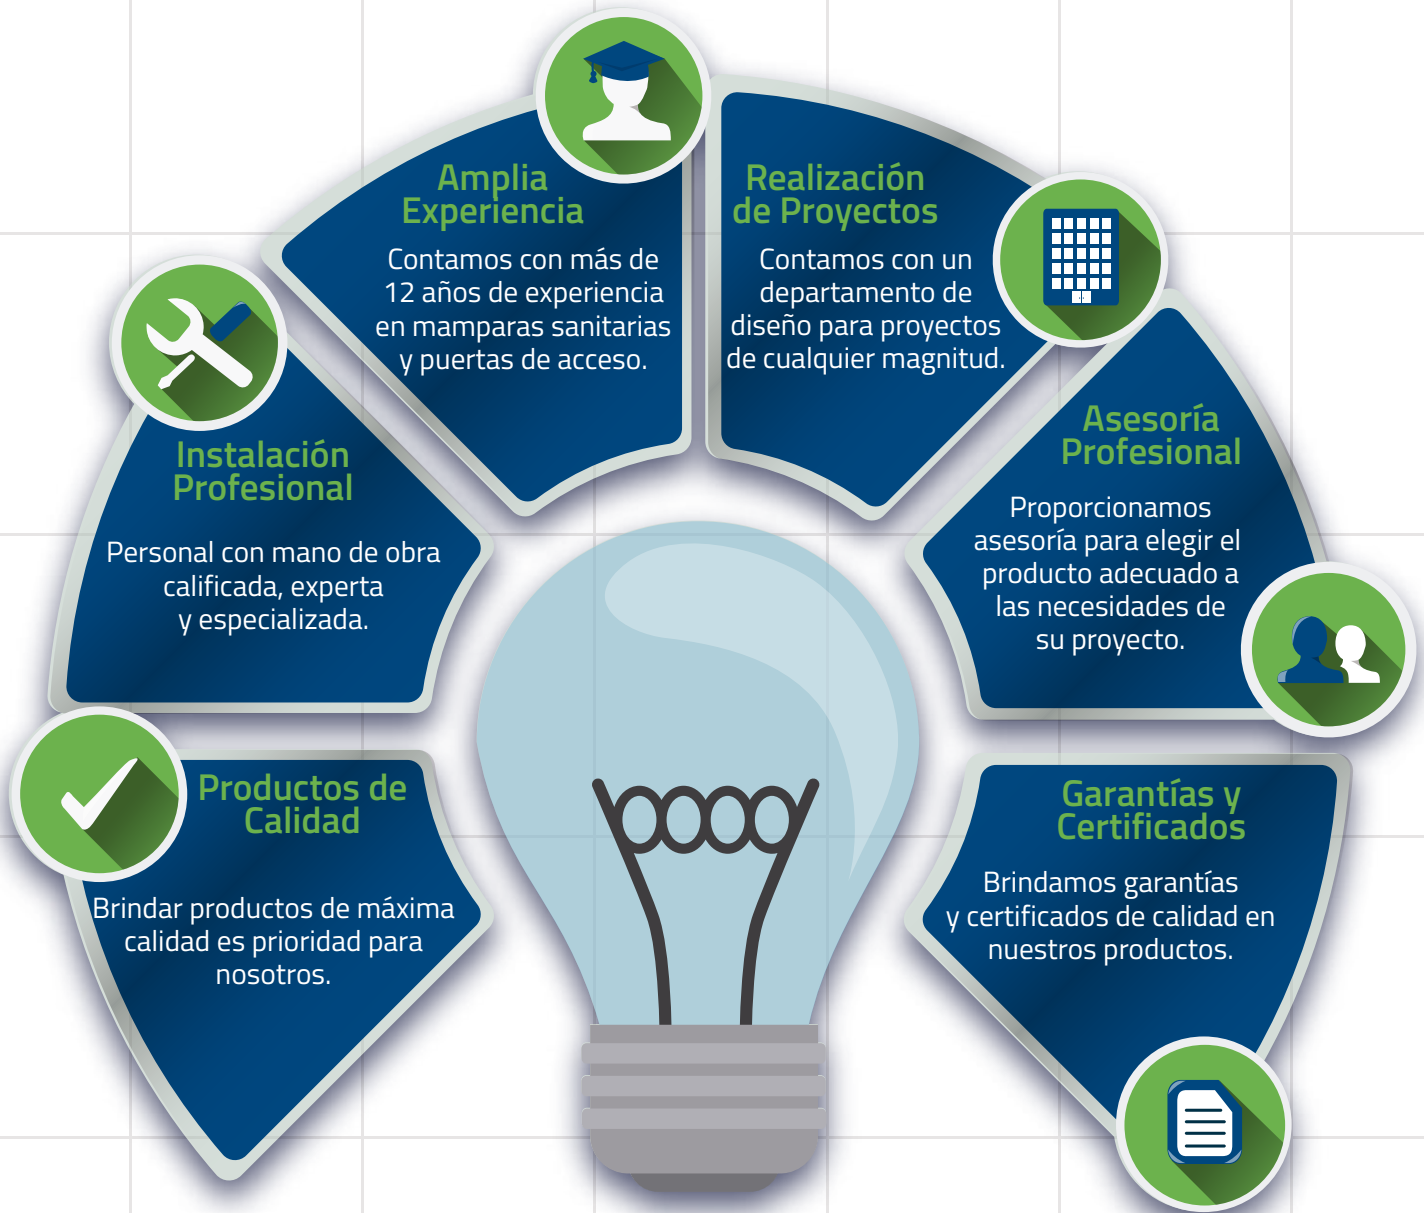 Amplia
Experiencia
Contamos con más de
12 años de experiencia
en mamparas sanitarias
y puertas de acceso.
Realización
de Proyectos
Contamos con un
departamento de
diseño para proyectos
de cualquier magnitud.
Instalación
Profesional
Personal con mano de obra
calificada, experta
y especializada.
Asesoría
Profesional
Proporcionamos
asesoría para elegir el
producto adecuado a
las necesidades de
su proyecto.
Productos de
Calidad
Brindar productos de máxima
calidad es prioridad para
nosotros.
Garantías y
Certificados
Brindamos garantías
y certificados de calidad en
nuestros productos.